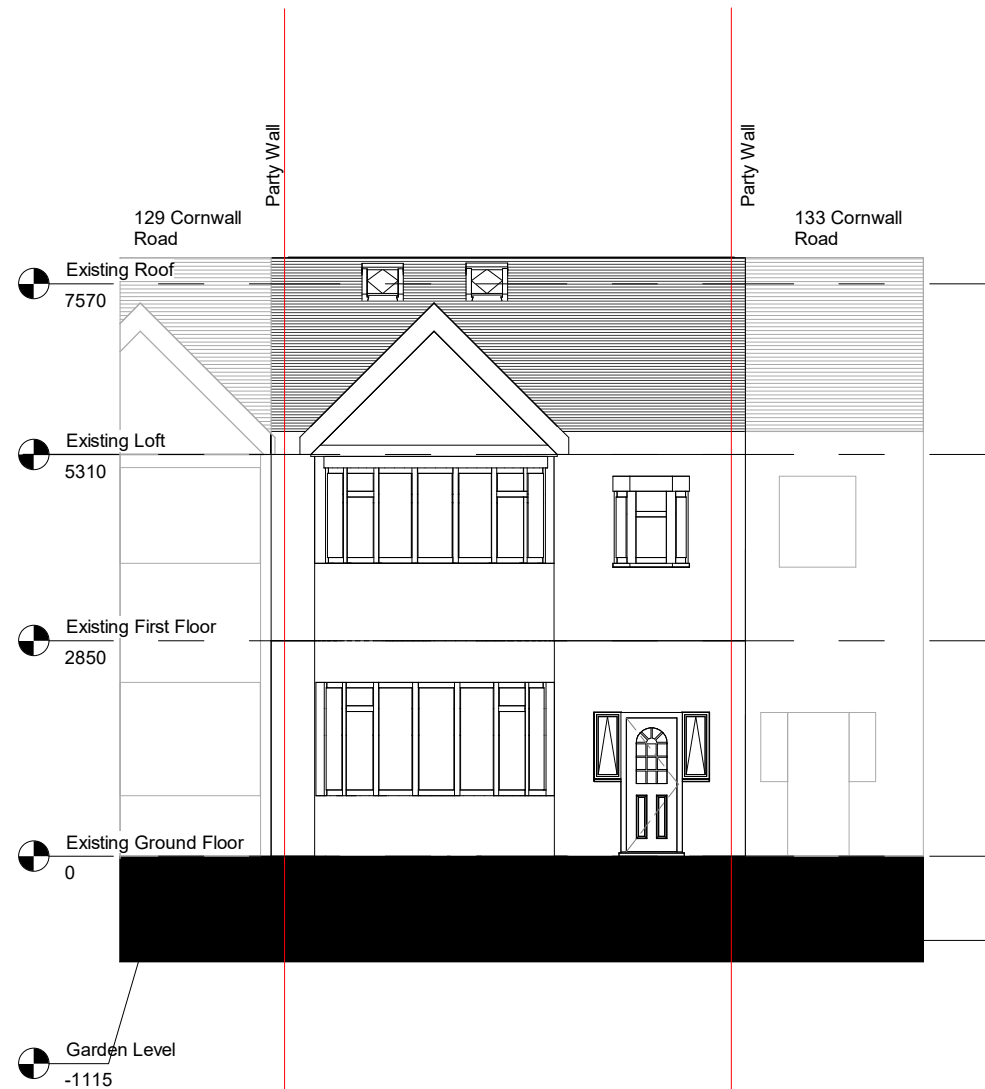 Party Wall
Party Wall
129 Cornwall
Road
133 Cornwall
Road
Existing Roof
7570
Existing Loft
5310
Existing First Floor
2850
Existing Ground Floor
0
Garden Level
-1115